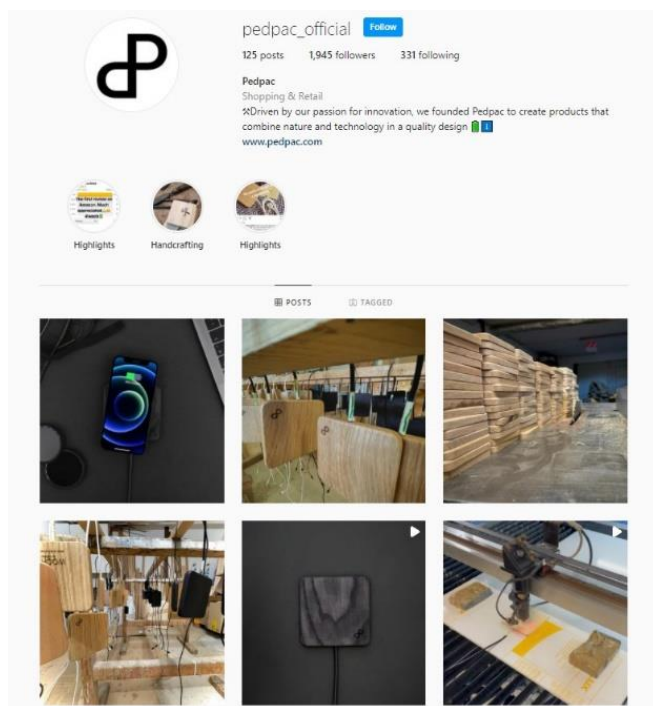 pedpac_official Follow
125 posts 1,945 followers 331 following
Pedpac
Shopping & Retail
⚒Driven by our passion for innovation, we founded Pedpac to create products that
combine nature and technology in a quality design 🔋ℹ️
www.pedpac.com
Highlights Handcrafting Highlights
POSTS TAGGED